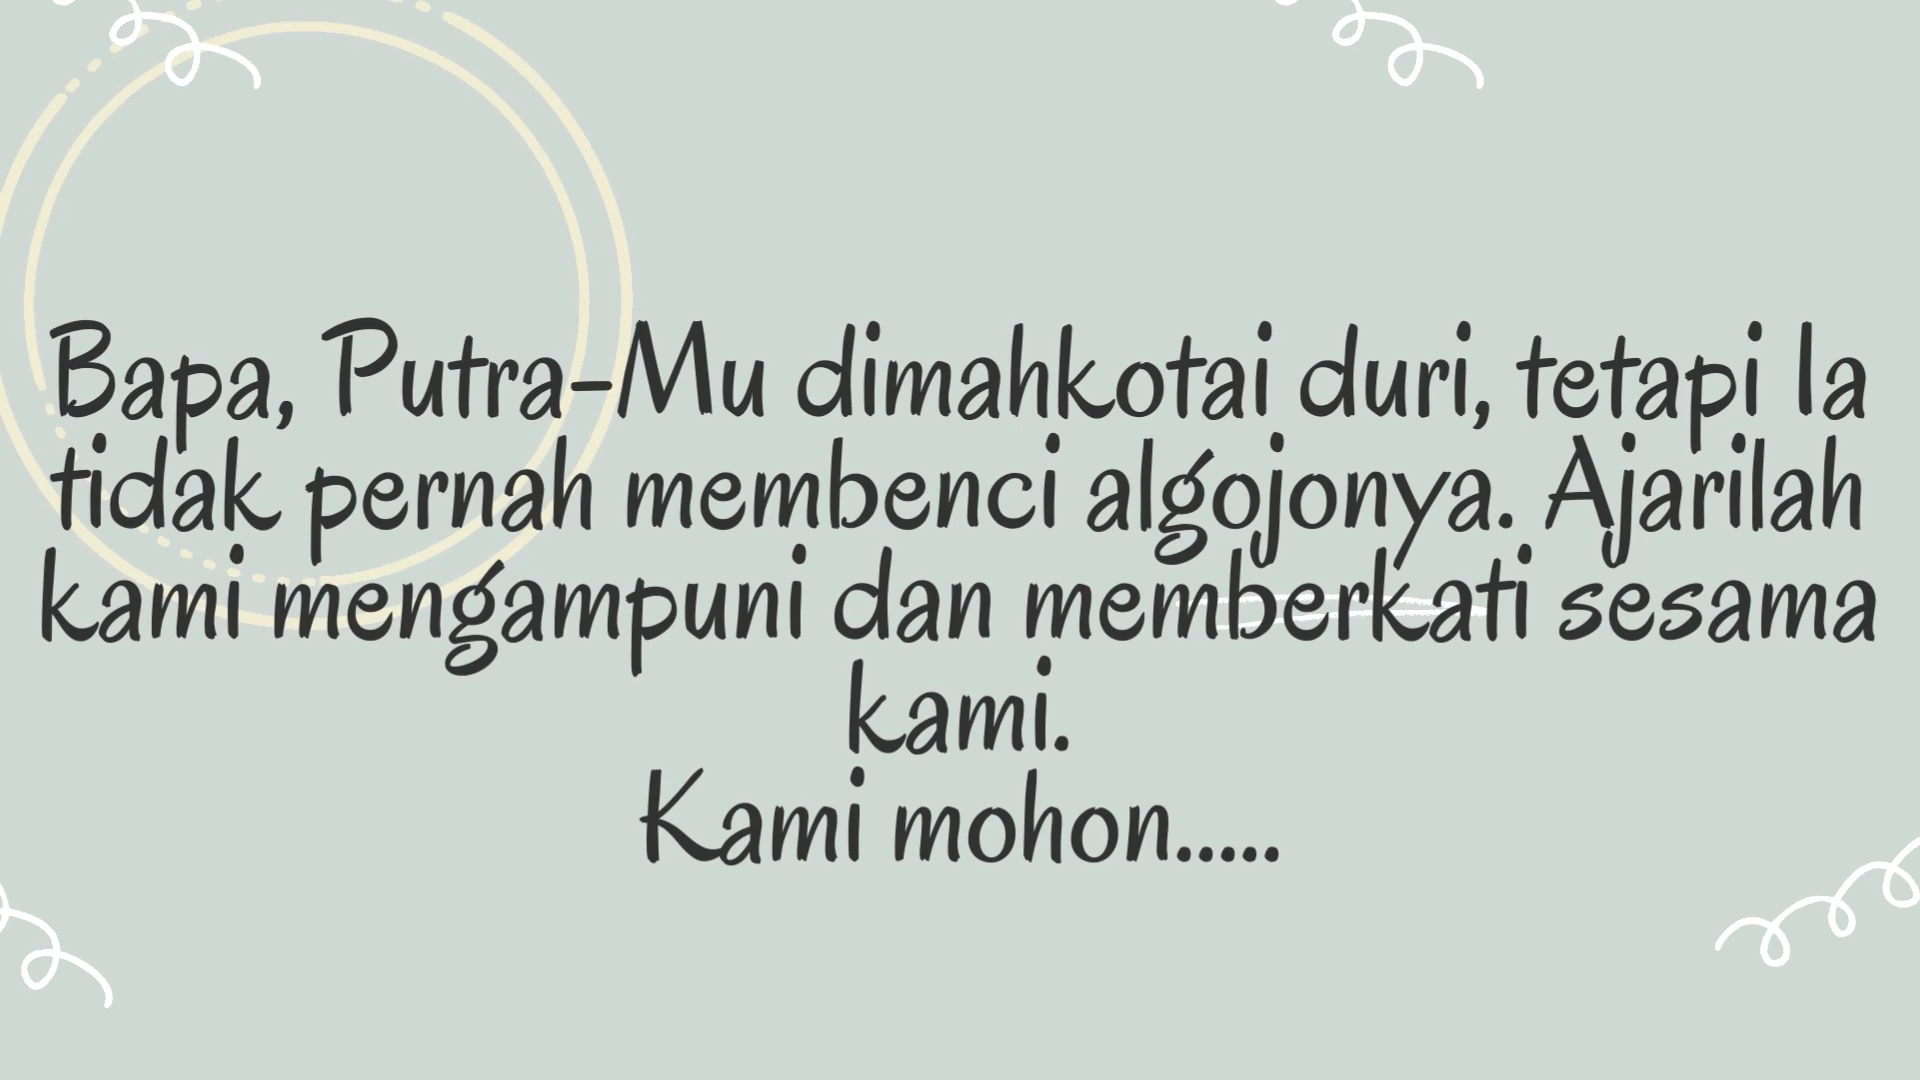 Bapa, Putra-Mu dimahkotai duri, tetapi Ia
tidak pernah membenci algojonya. Ajarilah
kami mengampuni dan memberkati sesama
kami.
Kami mohon.....